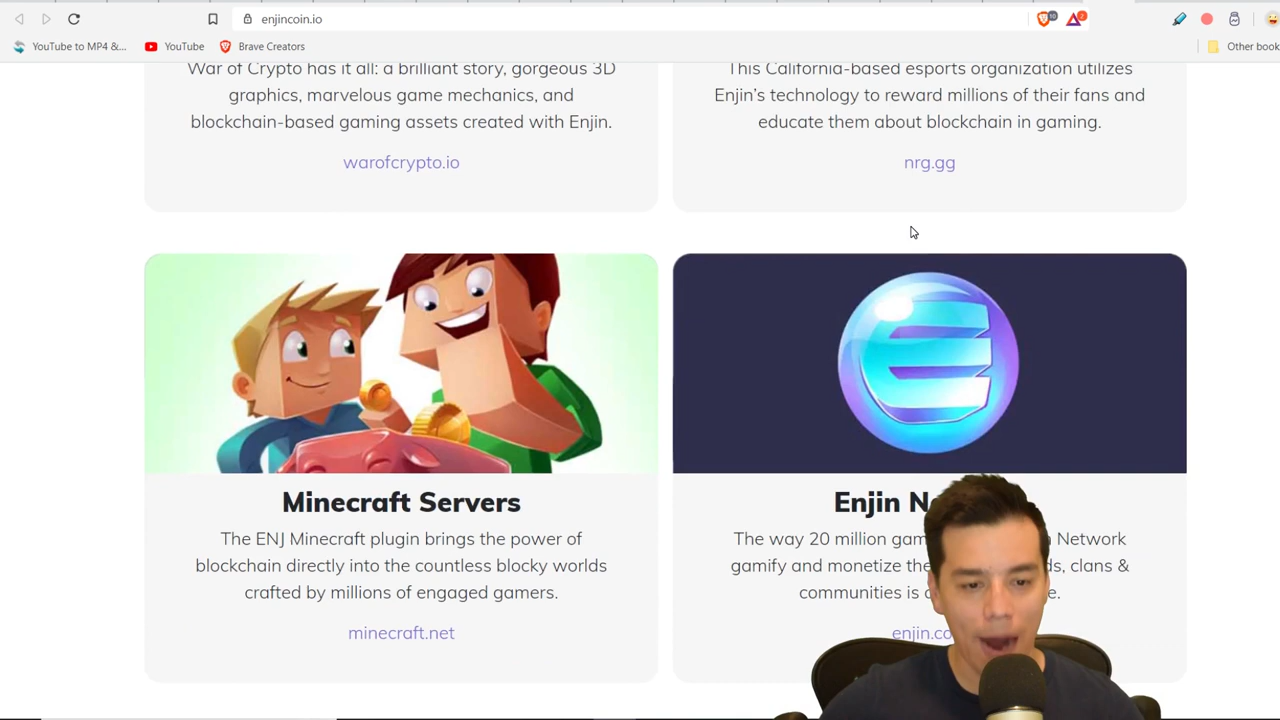 enjincoin.io
10
2
YouTube to MP4 &...
YouTube
Brave Creators
Other book
War of Crypto has it all: a brilliant story, gorgeous 3D
graphics, marvelous game mechanics, and
blockchain-based gaming assets created with Enjin.
warofcrypto.io
This California-based esports organization utilizes
Enjin's technology to reward millions of their fans and
educate them about blockchain in gaming.
nrg.gg
Minecraft Servers
The ENJ Minecraft plugin brings the power of
blockchain directly into the countless blocky worlds
crafted by millions of engaged gamers.
minecraft.net
Enjin N
The way 20 million gam Network
gamify and monetize the ds, clans &
communities is e.
enjin.co